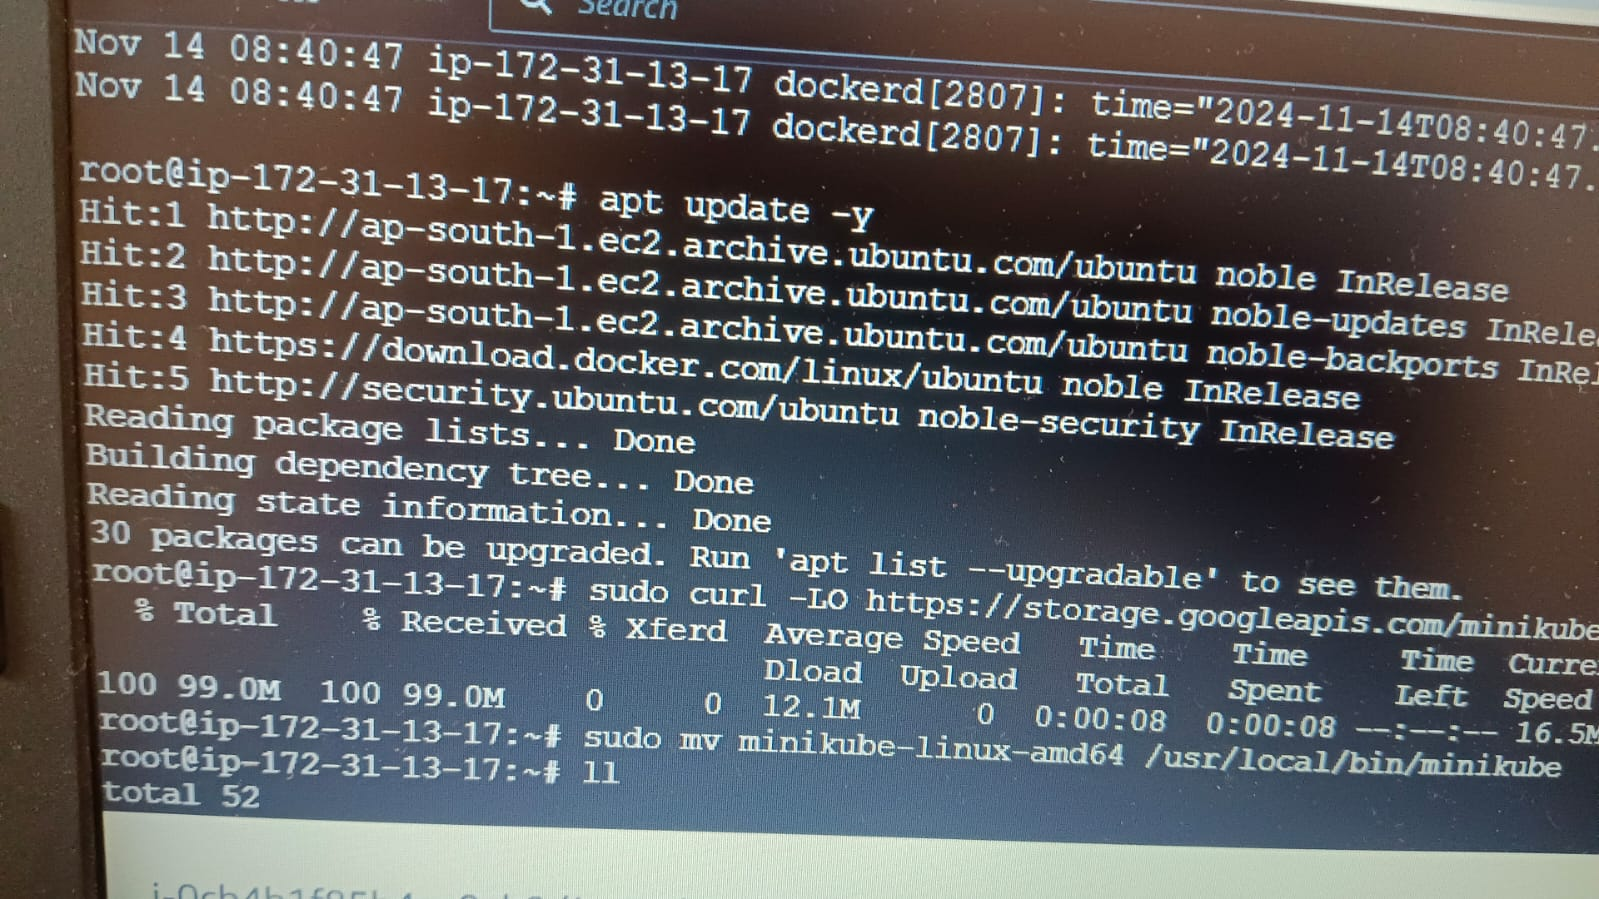 Search
Nov 14 08:40:47 ip-172-31-13-17 dockerd[2807]: time="2024-11-14T08:40:47.
Nov 14 08:40:47 ip-172-31-13-17 dockerd[2807]: time="2024-11-14T08:40:47.
root@ip-172-31-13-17:~# apt update -y
Hit:1 http://ap-south-1.ec2.archive.ubuntu.com/ubuntu noble InRelease
Hit:2 http://ap-south-1.ec2.archive.ubuntu.com/ubuntu noble-updates InRele
Hit:3 http://ap-south-1.ec2.archive.ubuntu.com/ubuntu noble-backports InRel
Hit:4 https://download.docker.com/linux/ubuntu noble InRelease
Hit:5 http://security.ubuntu.com/ubuntu noble-security InRelease
Reading package lists... Done
Building dependency tree... Done
Reading state information... Done
30 packages can be upgraded. Run 'apt list --upgradable' to see them.
root@ip-172-31-13-17:~# sudo curl -LO https://storage.googleapis.com/minikube
% Total % Received % Xferd Average Speed Time Time Time Curre
Dload Upload Total Spent Left Speed
100 99.0M 100 99.0M 0 0 12.1M 0 0:00:08 0:00:08 --:--:-- 16.5M
root@ip-172-31-13-17:~# sudo mv minikube-linux-amd64 /usr/local/bin/minikube
root@ip-172-31-13-17:~# ll
total 52